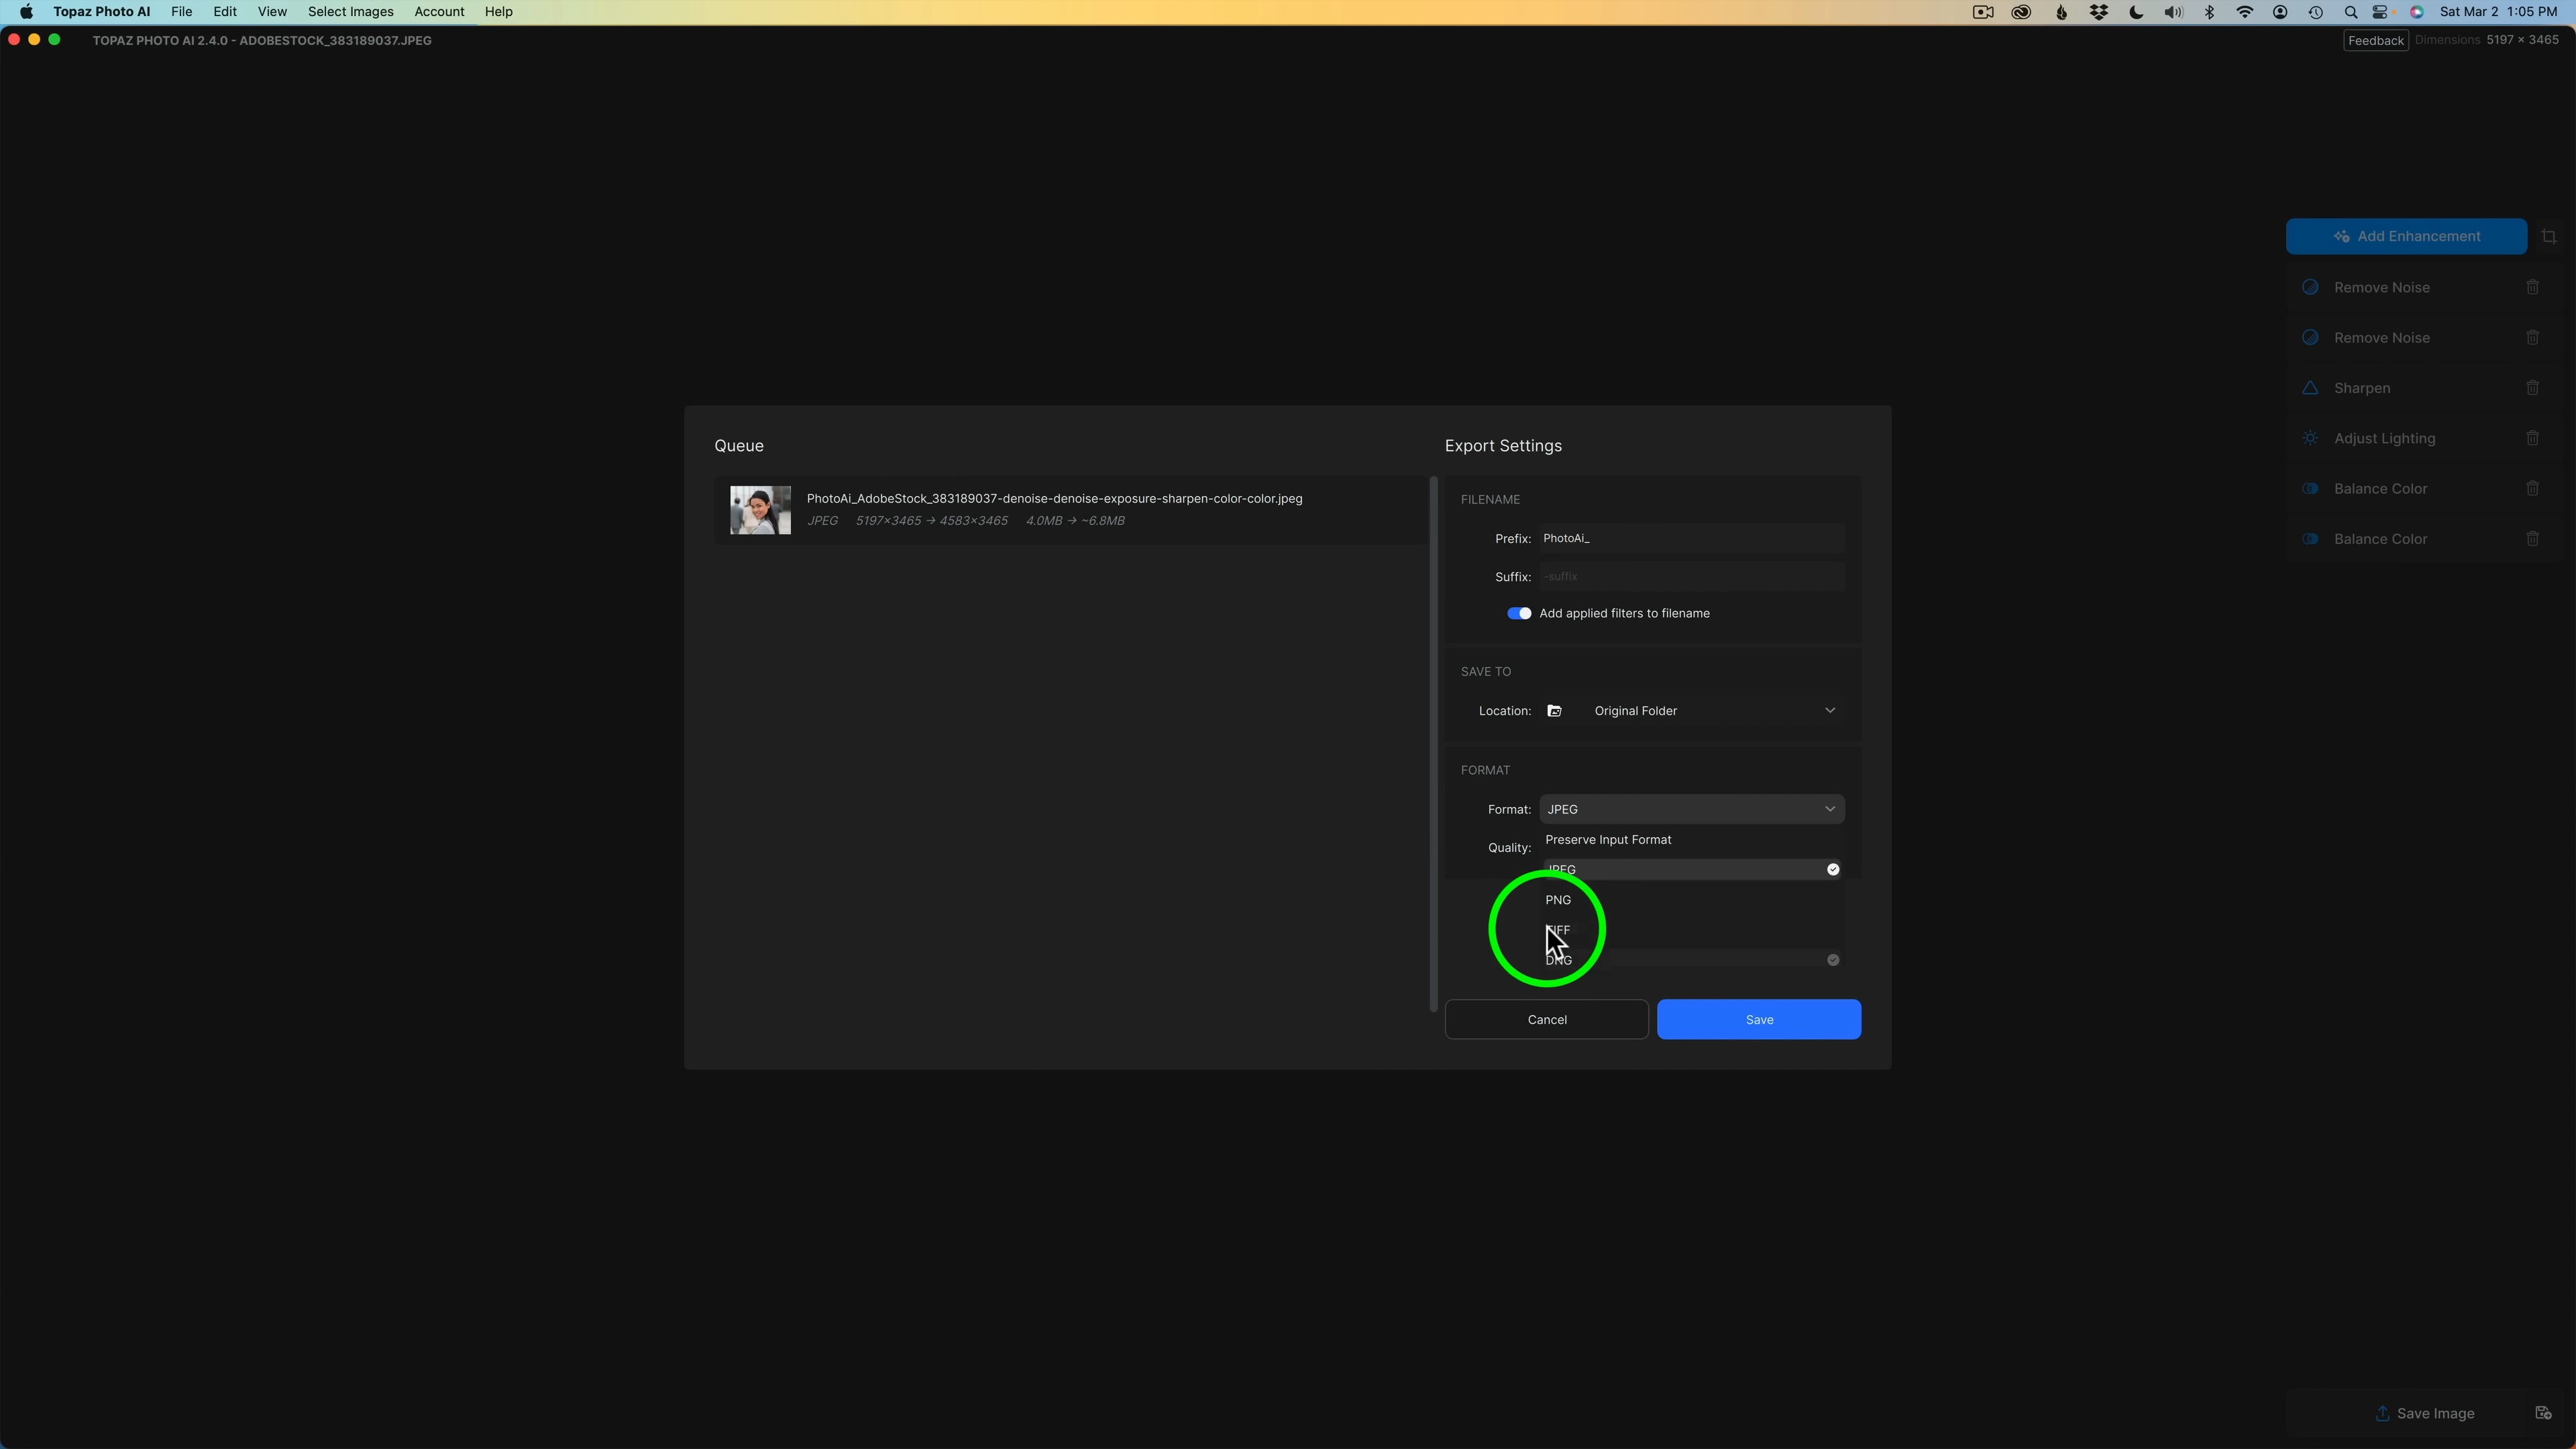 Topaz Photo AI File Edit View Select Images Account Help Sat Mar 2 1:05 PM
TOPAZ PHOTO AI 2.4.0 - ADOBESTOCK_383189037.JPEG Feedback Dimensions 5197 × 3465
Add Enhancement
Remove Noise
Remove Noise
Sharpen
Adjust Lighting
Balance Color
Balance Color
Queue
PhotoAi_AdobeStock_383189037-denoise-denoise-exposure-sharpen-color-color.jpeg
JPEG 5197×3465 → 4583×3465 4.0MB → ~6.8MB
Export Settings
FILENAME
Prefix: PhotoAi_
Suffix: -suffix
Add applied filters to filename
SAVE TO
Location: Original Folder
FORMAT
Format: JPEG
Preserve Input Format
Quality:
JPEG
PNG
TIFF
DNG
Cancel Save
Save Image